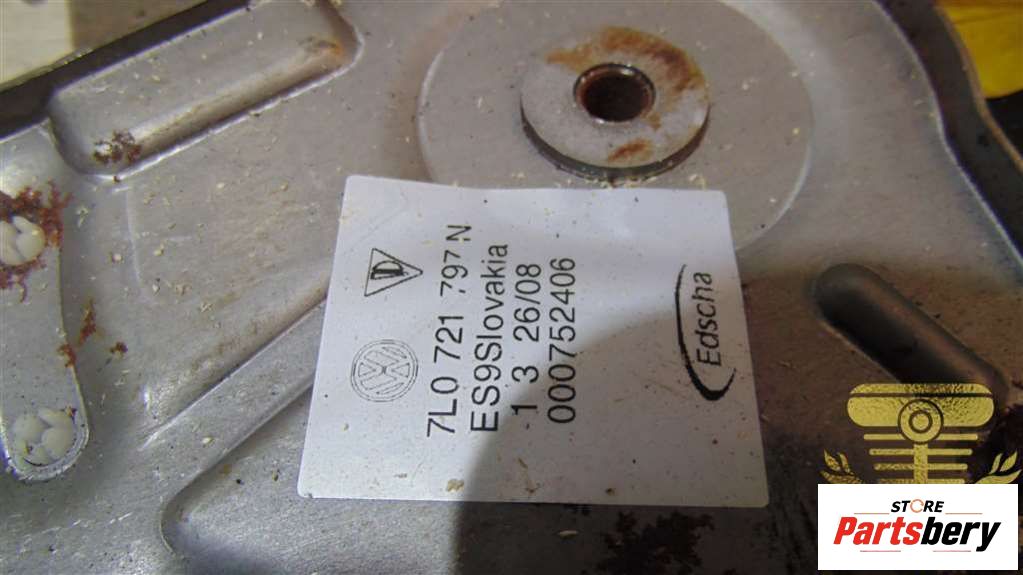 D
7L0 721 797 N
ES9Slovakia
1 3 26/08
000752406
Edscha
STORE
Partsbery